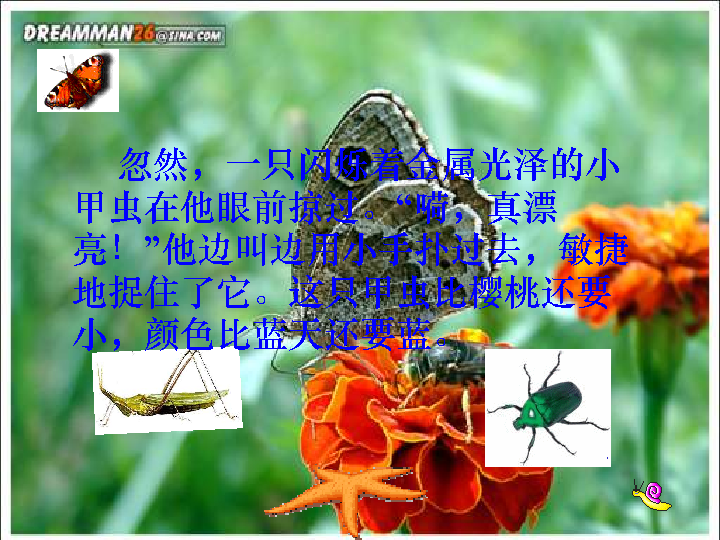 DREAMMAN26@SINA.COM
忽然，一只闪烁着金属光泽的小
甲虫在他眼前掠过。“嗬，真漂
亮！”他边叫边用小手扑过去，敏捷
地捉住了它。这只甲虫比樱桃还要
小，颜色比蓝天还要蓝。